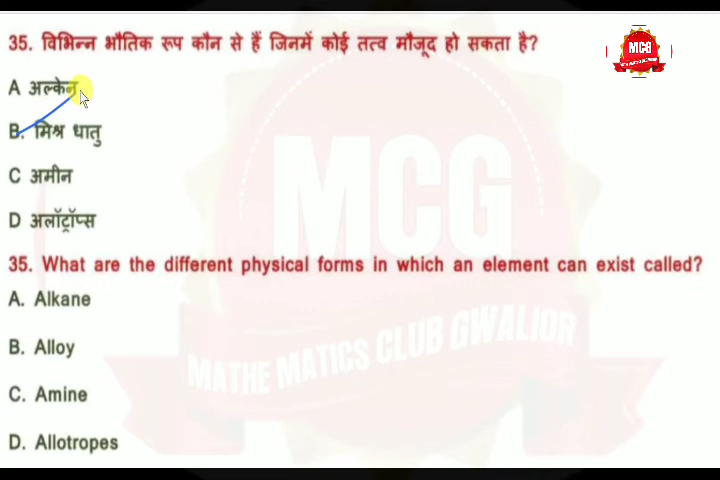 35. विभिन्न भौतिक रूप कौन से हैं जिनमें कोई तत्व मौजूद हो सकता है?
MCG
A अल्केन
B. मिश्र धातु
C अमीन
D अलॉट्रॉप्स
MCG
35. What are the different physical forms in which an element can exist called?
A. Alkane
B. Alloy
C. Amine
D. Allotropes
MATHE MATICS CLUB GWALIOR